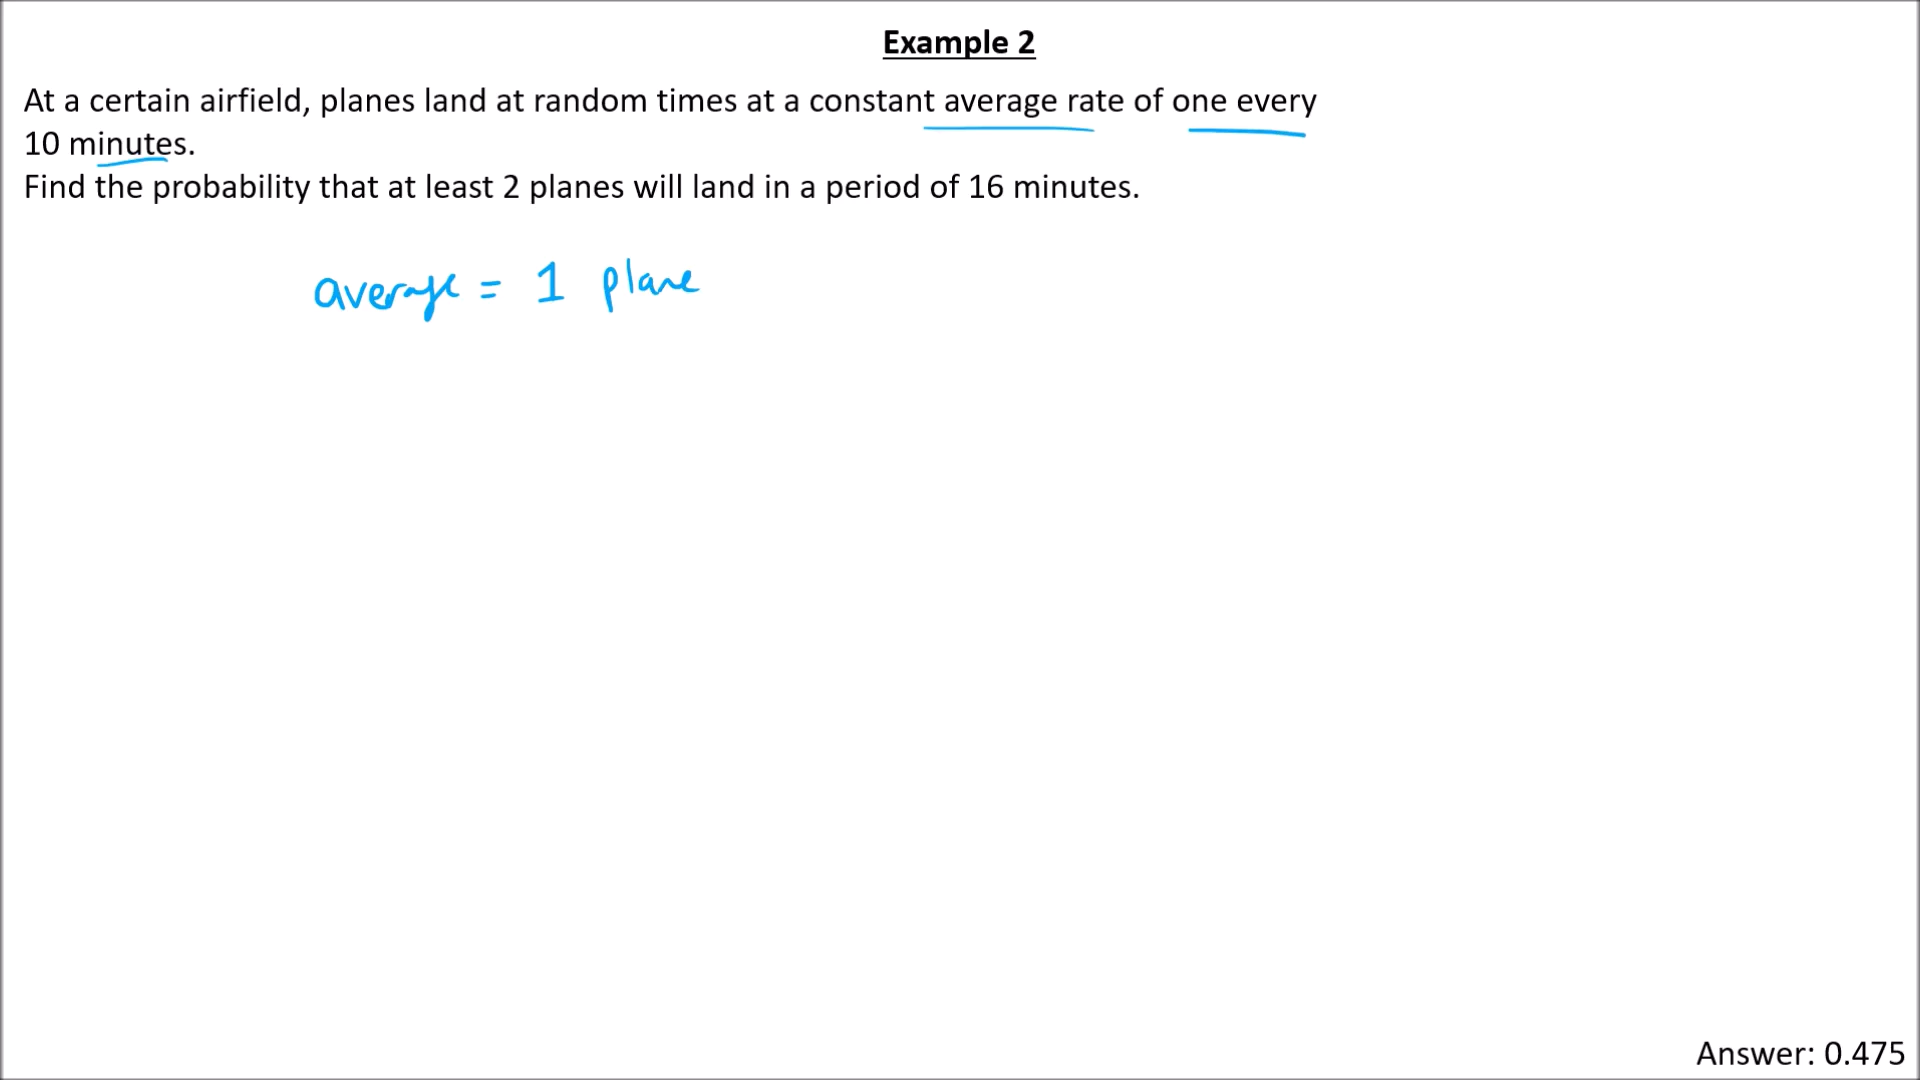 Example 2
At a certain airfield, planes land at random times at a constant average rate of one every
10 minutes.
Find the probability that at least 2 planes will land in a period of 16 minutes.
average = 1 plane
Answer: 0.475